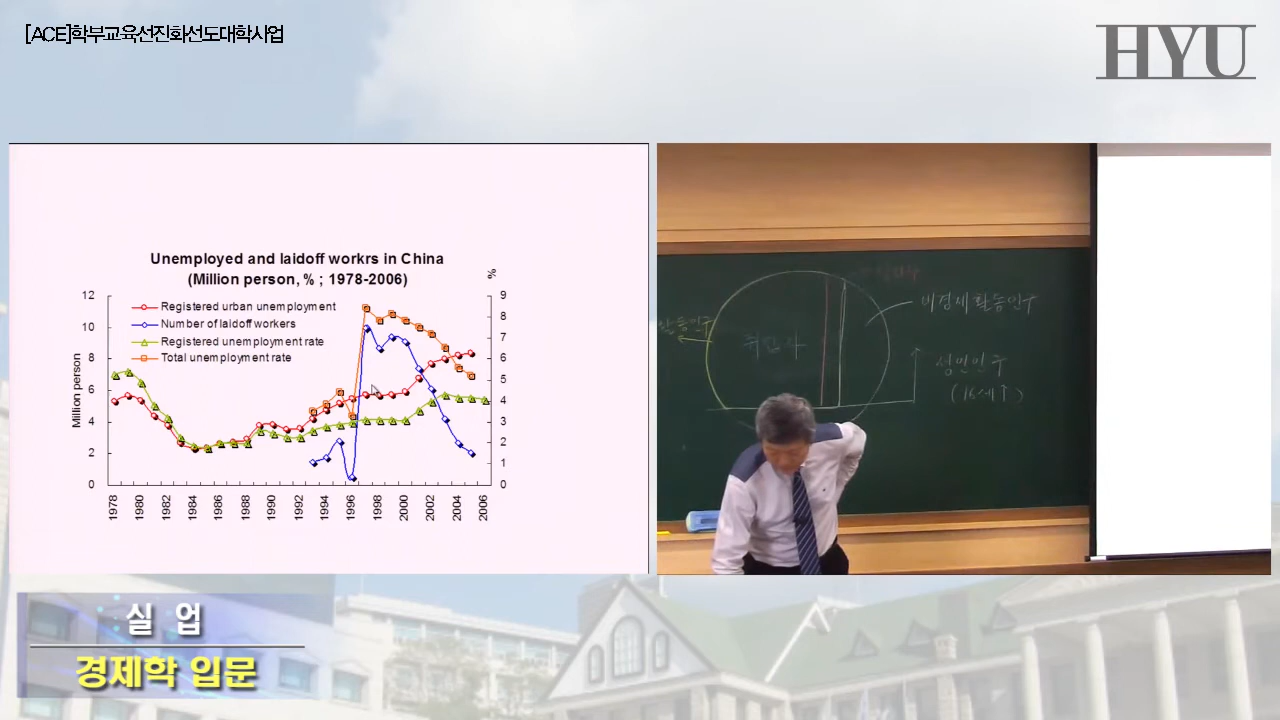 [ACE]학부교육선진화선도대학사업
HYU
Unemployed and laidoff workrs in China
(Million person, % ; 1978-2006)
%
Registered urban unemployment
Number of laidoff workers
Registered unemployment rate
Total unemployment rate
Million person
12
10
8
6
4
2
0
9
8
7
6
5
4
3
2
1
0
1978
1980
1982
1984
1986
1988
1990
1992
1994
1996
1998
2000
2002
2004
2006
활동인구
취업자
비경제활동인구
성인인구
(16세↑)
실 업
경제학 입문